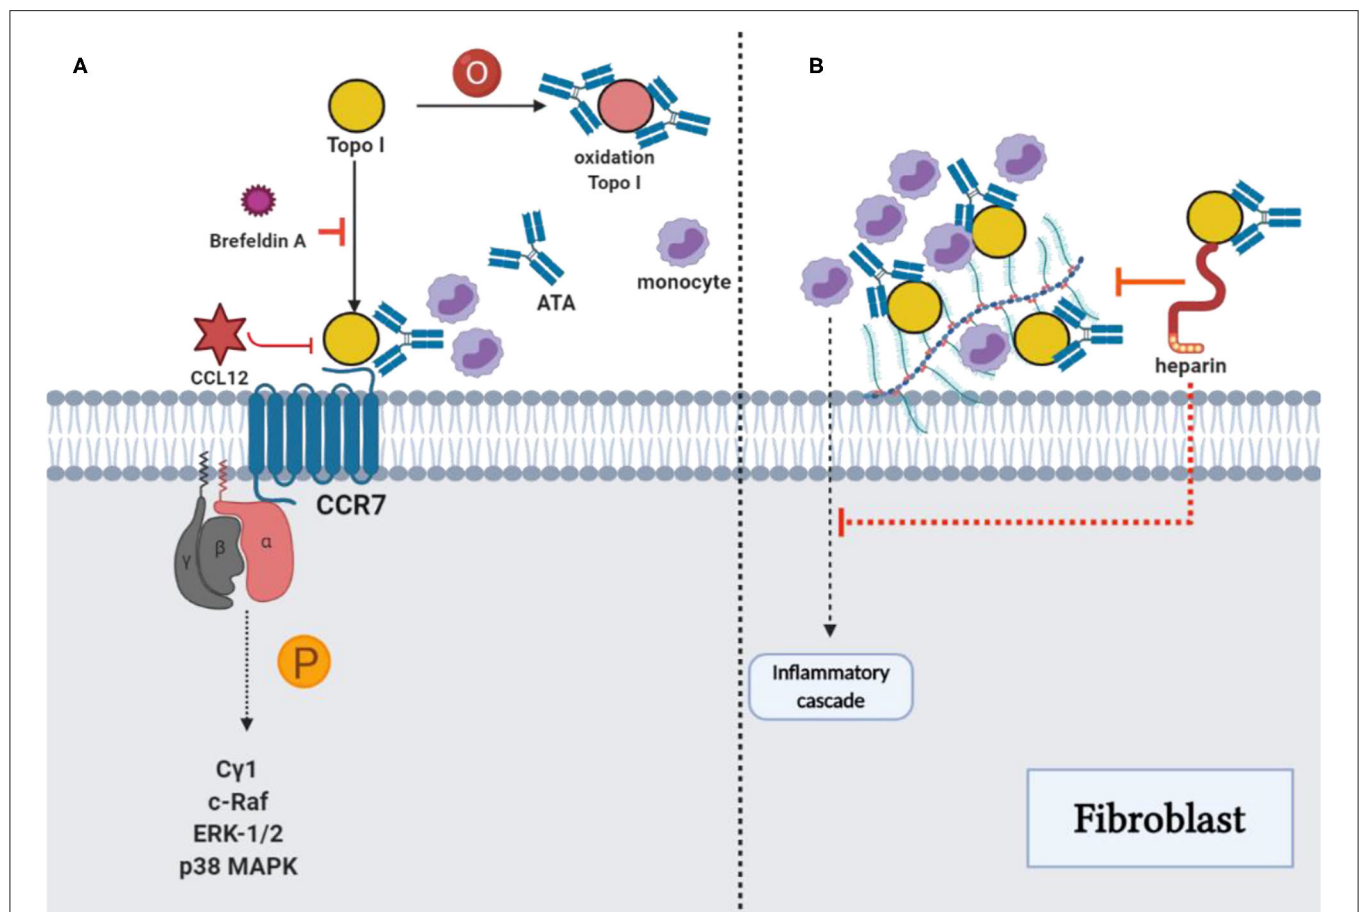 A
O
Topo I
oxidation
Topo I
Brefeldin A
ATA
monocyte
CCL12
CCR7
γ
β
α
P
Cγ1
c-Raf
ERK-1/2
p38 MAPK
B
heparin
Inflammatory
cascade
Fibroblast